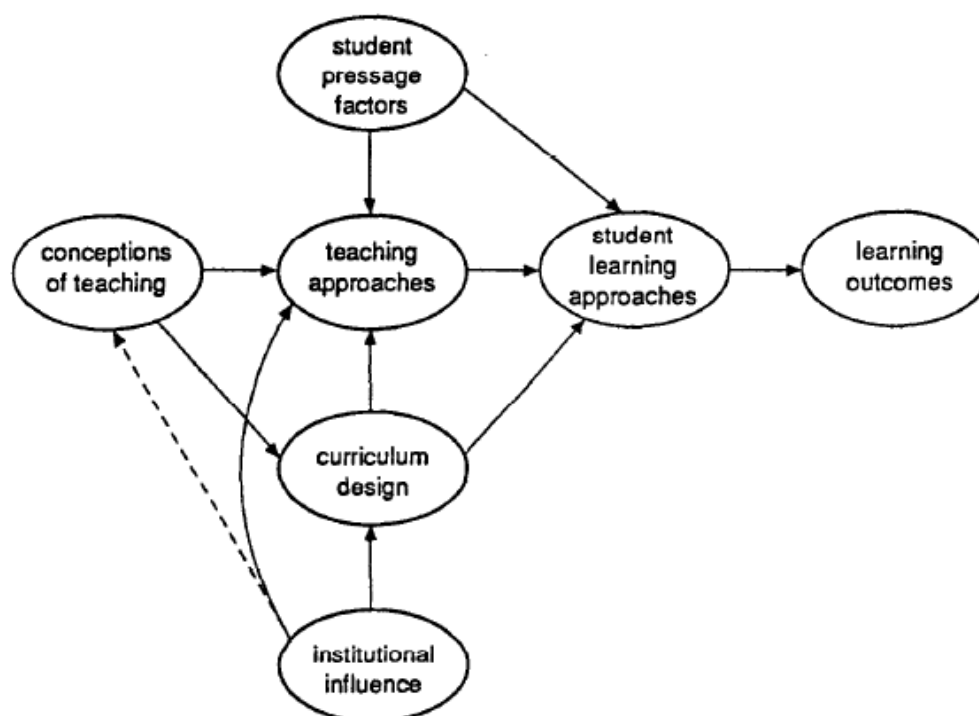 student
pressage
factors
conceptions
of teaching
teaching
approaches
student
learning
approaches
learning
outcomes
curriculum
design
institutional
influence